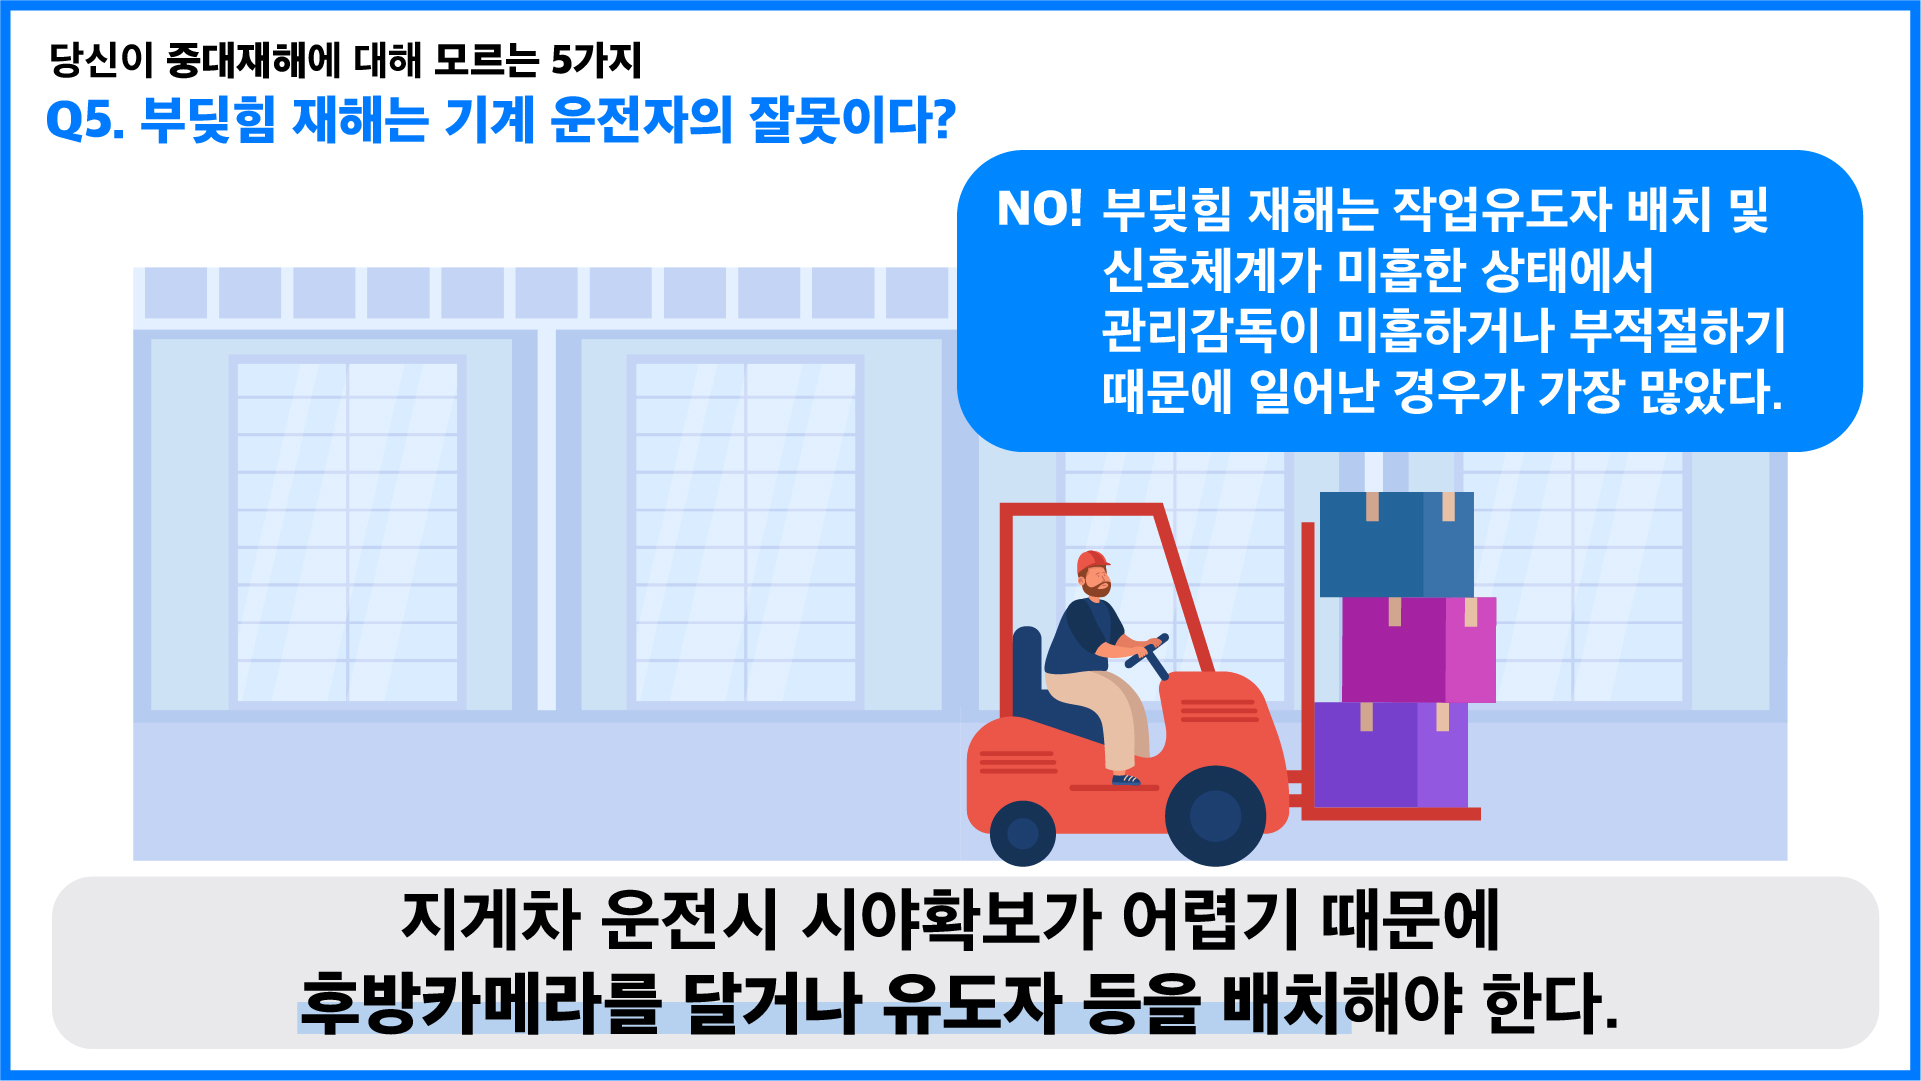 당신이 중대재해에 대해 모르는 5가지
Q5. 부딪힘 재해는 기계 운전자의 잘못이다?
NO! 부딪힘 재해는 작업유도자 배치 및
신호체계가 미흡한 상태에서
관리감독이 미흡하거나 부적절하기
때문에 일어난 경우가 가장 많았다.
지게차 운전시 시야확보가 어렵기 때문에
후방카메라를 달거나 유도자 등을 배치해야 한다.